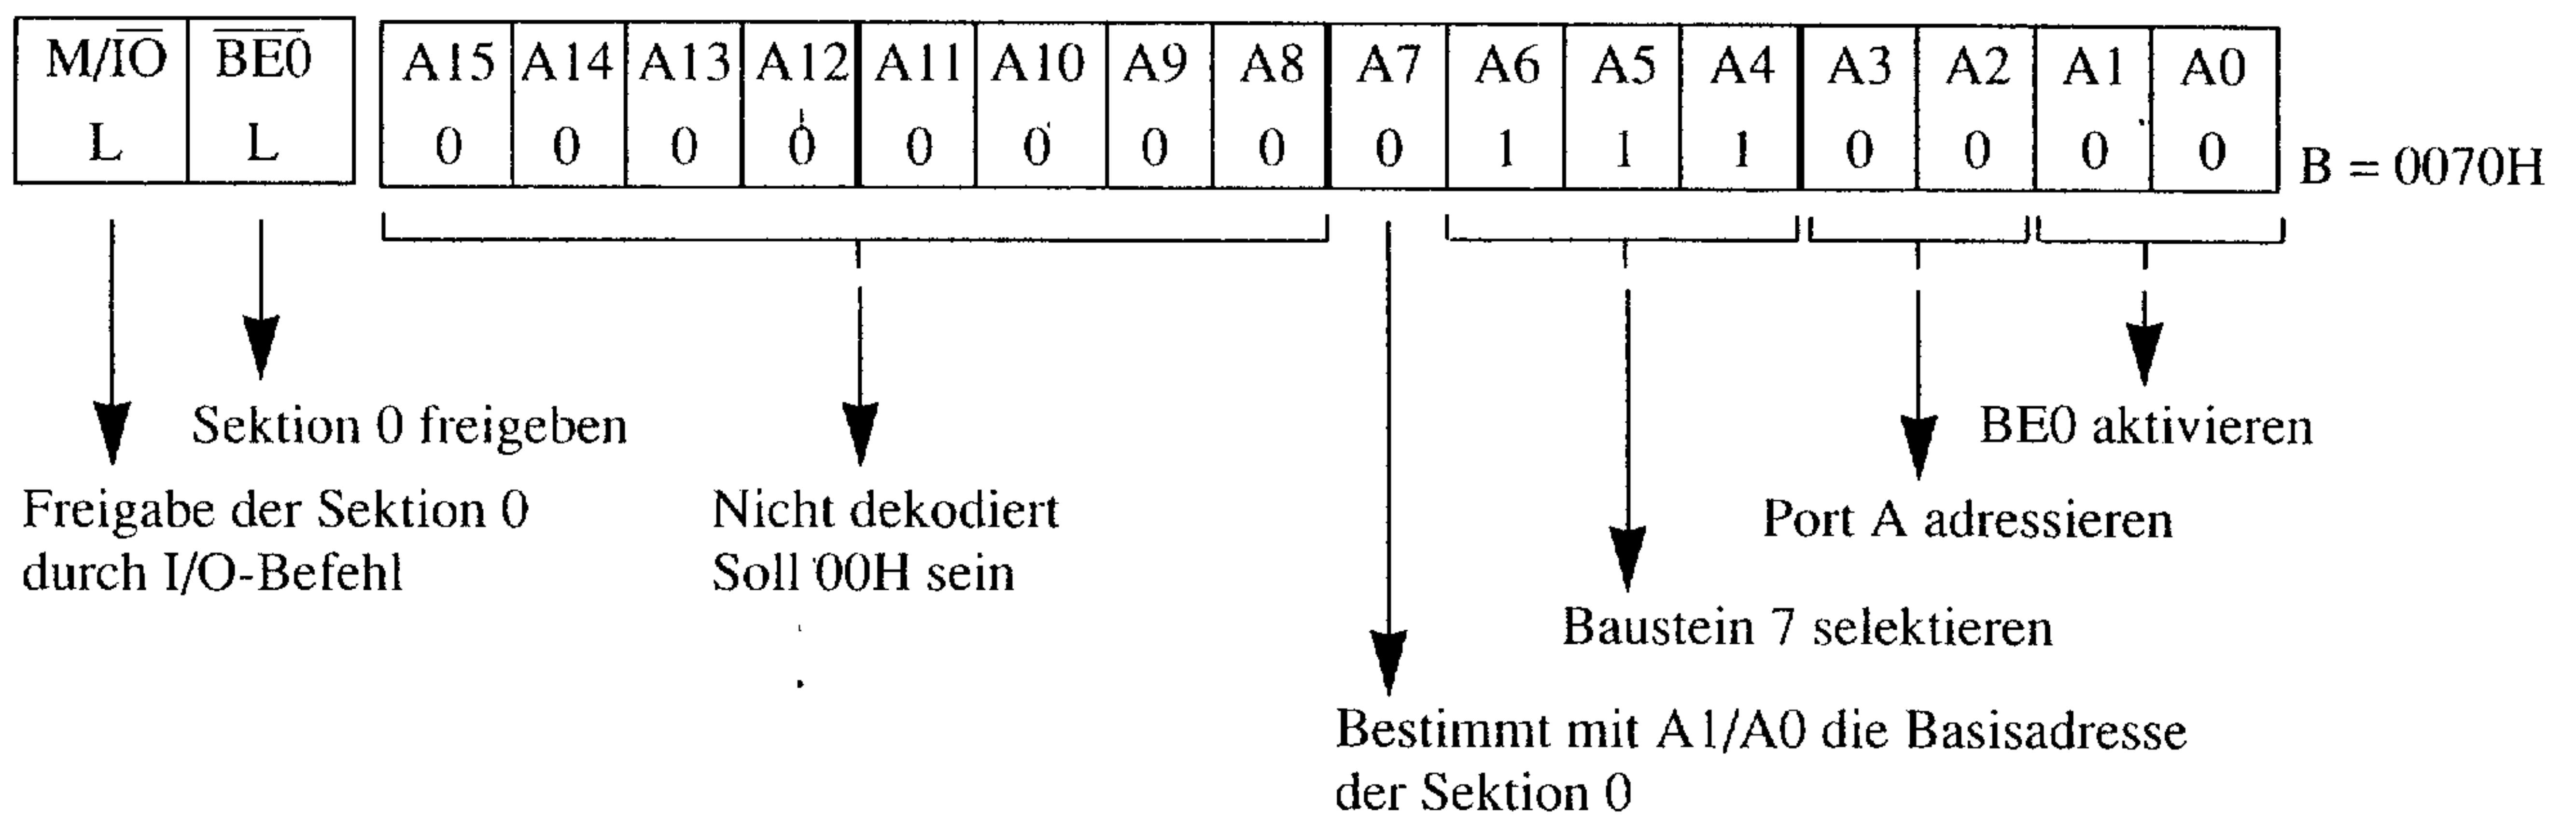 M/I̅O̅ B̅E̅0̅ A15 A14 A13 A12 A11 A10 A9 A8 A7 A6 A5 A4 A3 A2 A1 A0
L L 0 0 0 0 0 0 0 0 0 1 1 1 0 0 0 0 B = 0070H
Sektion 0 freigeben
BE0 aktivieren
Freigabe der Sektion 0
durch I/O-Befehl
Nicht dekodiert
Soll 00H sein
Port A adressieren
Baustein 7 selektieren
Bestimmt mit A1/A0 die Basisadresse
der Sektion 0